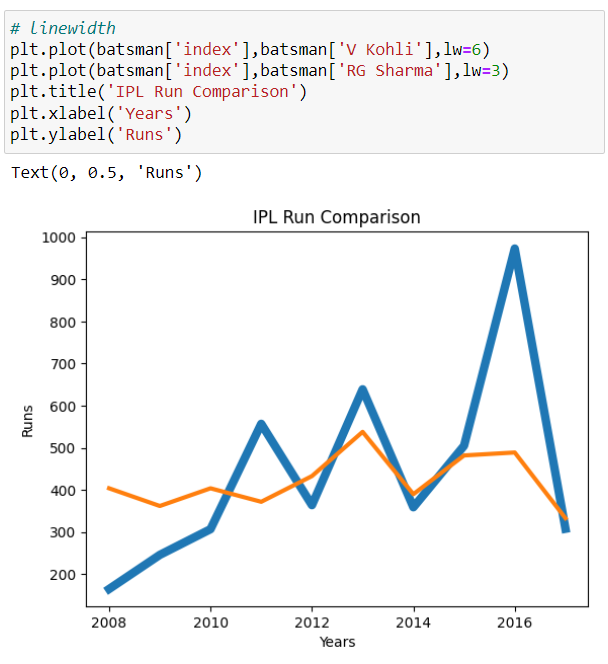 # linewidth
plt.plot(batsman['index'],batsman['V Kohli'],lw=6)
plt.plot(batsman['index'],batsman['RG Sharma'],lw=3)
plt.title('IPL Run Comparison')
plt.xlabel('Years')
plt.ylabel('Runs')
Text(0, 0.5, 'Runs')
IPL Run Comparison
1000
900
800
700
600
500
400
300
200
Runs
2008 2010 2012 2014 2016
Years